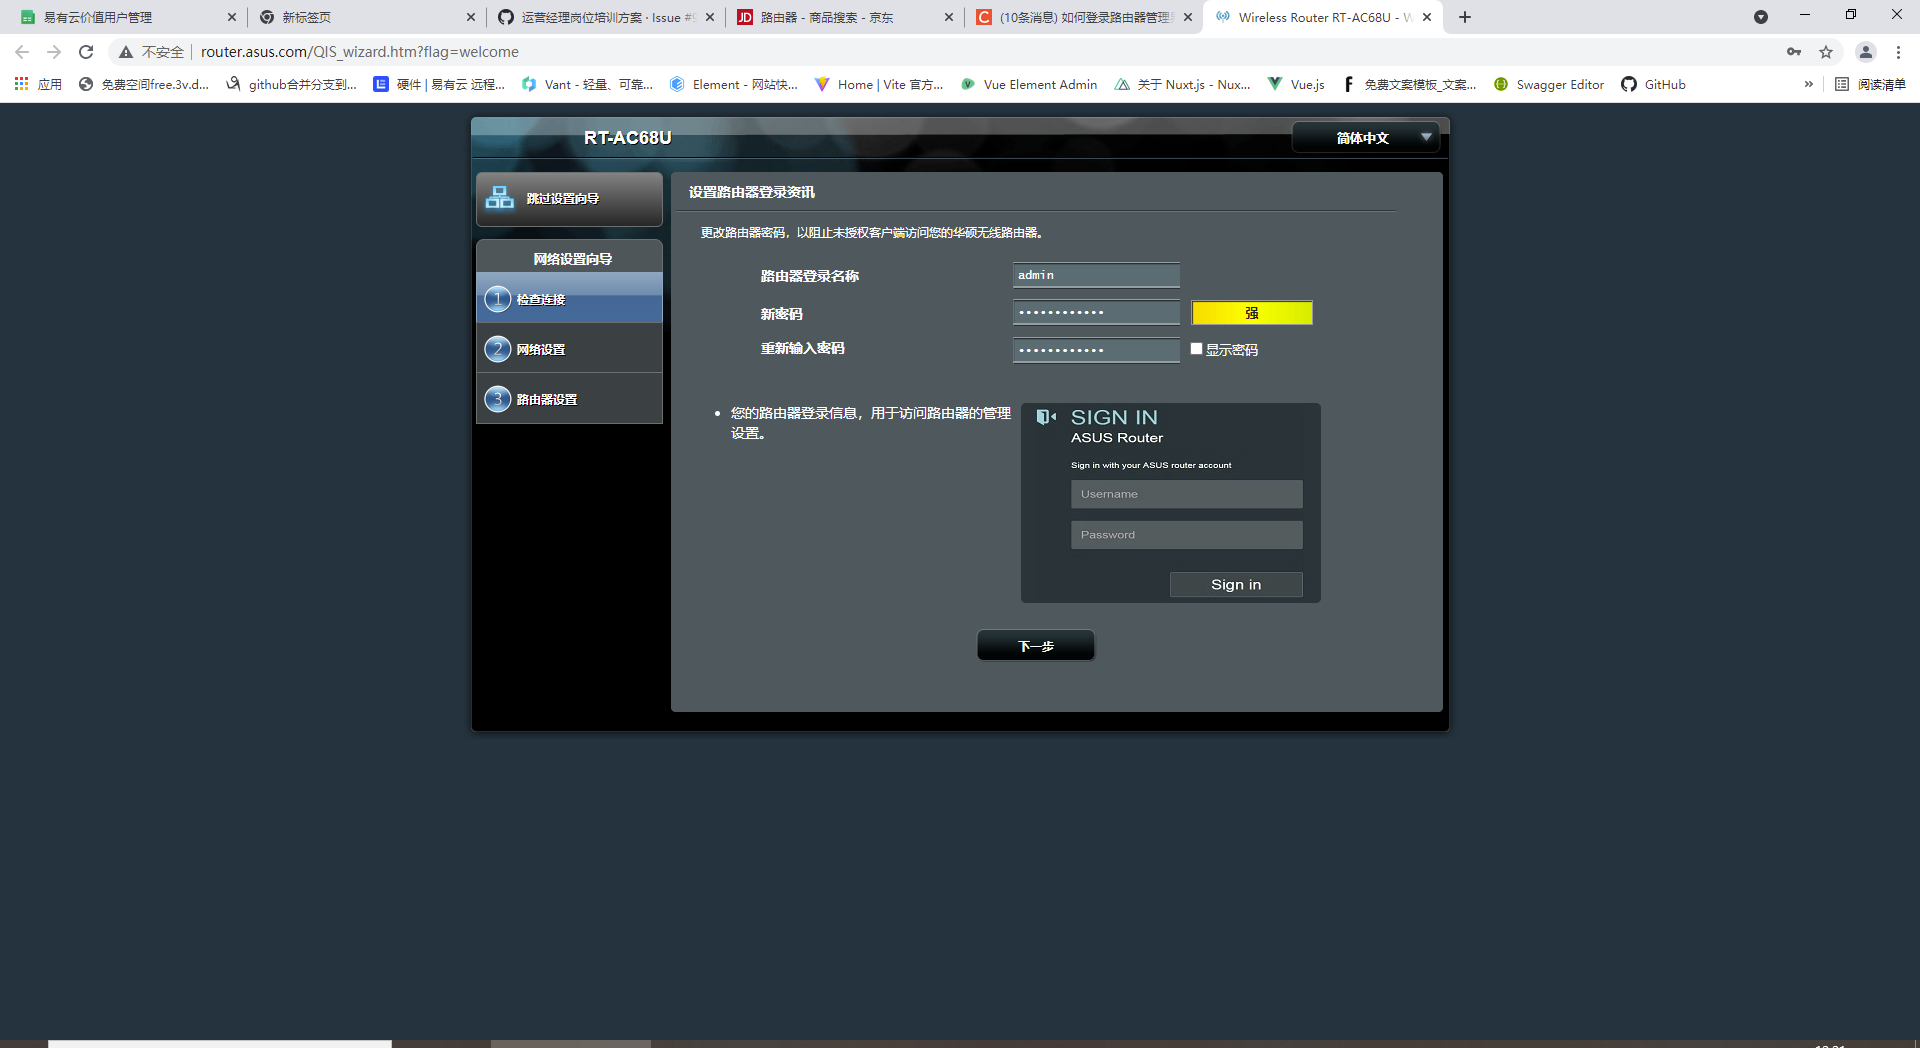 易有云价值用户管理
新标签页
运营经理岗位培训方案 · Issue #9
路由器 - 商品搜索 - 京东
(10条消息) 如何登录路由器管理
Wireless Router RT-AC68U - W
不安全 router.asus.com/QIS_wizard.htm?flag=welcome
应用 免费空间free.3v.d... github合并分支到... 硬件 | 易有云 远程... Vant - 轻量、可靠... Element - 网站快... Home | Vite 官方... Vue Element Admin 关于 Nuxt.js - Nux... Vue.js 免费文案模板_文案... Swagger Editor GitHub » 阅读清单
RT-AC68U
简体中文
跳过设置向导
网络设置向导
1 检查连接
2 网络设置
3 路由器设置
设置路由器登录资讯
更改路由器密码，以阻止未授权客户端访问您的华硕无线路由器。
路由器登录名称 admin
新密码 •••••••••••• 强
重新输入密码 •••••••••••• 显示密码
• 您的路由器登录信息，用于访问路由器的管理
设置。
SIGN IN
ASUS Router
Sign in with your ASUS router account
Username
Password
Sign in
下一步